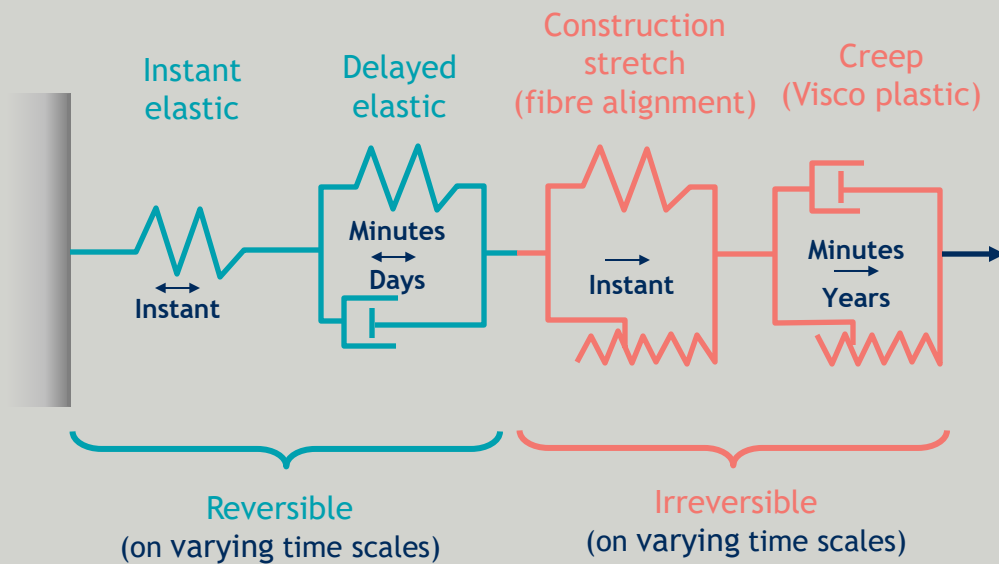 Instant
elastic
Delayed
elastic
Construction
stretch
(fibre alignment)
Creep
(Visco plastic)
Instant
Minutes
Days
Instant
Minutes
Years
Reversible
(on varying time scales)
Irreversible
(on varying time scales)